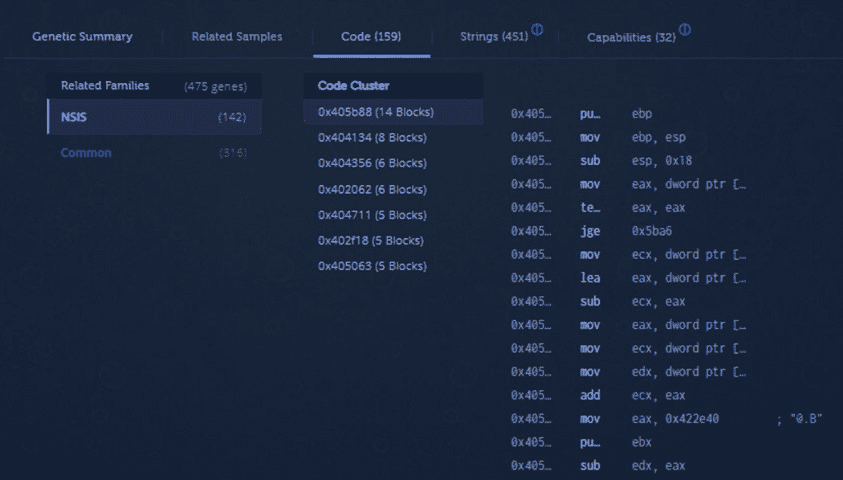 Genetic Summary Related Samples Code (159) Strings (451) Capabilities (32)
Related Families (475 genes)
NSIS (142)
Common (316)
Code Cluster
0x405b88 (14 Blocks)
0x404134 (8 Blocks)
0x404356 (6 Blocks)
0x402062 (6 Blocks)
0x404711 (5 Blocks)
0x402f18 (5 Blocks)
0x405063 (5 Blocks)
0x405… pu… ebp
0x405… mov ebp, esp
0x405… sub esp, 0x18
0x405… mov eax, dword ptr […
0x405… te… eax, eax
0x405… jge 0x5ba6
0x405… mov ecx, dword ptr […
0x405… lea eax, dword ptr […
0x405… sub ecx, eax
0x405… mov eax, dword ptr […
0x405… mov ecx, dword ptr […
0x405… mov edx, dword ptr […
0x405… add ecx, eax
0x405… mov eax, 0x422e40 ; "@.B"
0x405… pu… ebx
0x405… sub edx, eax